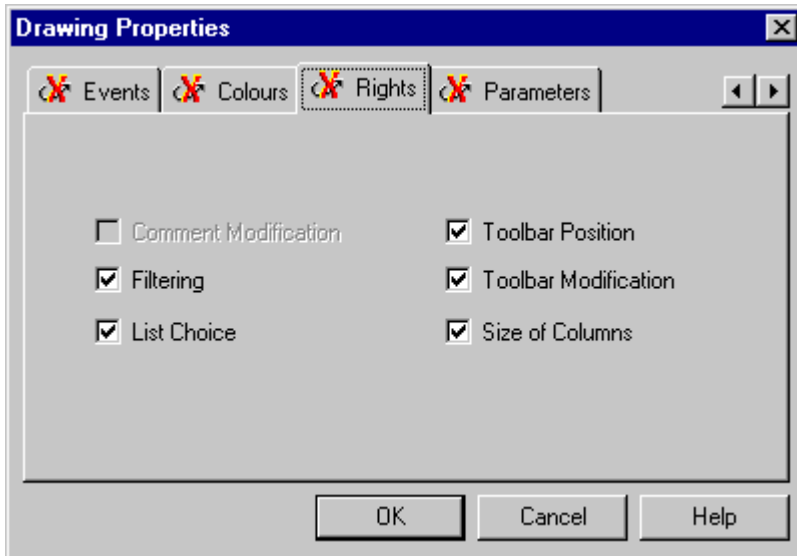 Drawing Properties
Events Colours Rights Parameters
Comment Modification Toolbar Position
Filtering Toolbar Modification
List Choice Size of Columns
OK Cancel Help